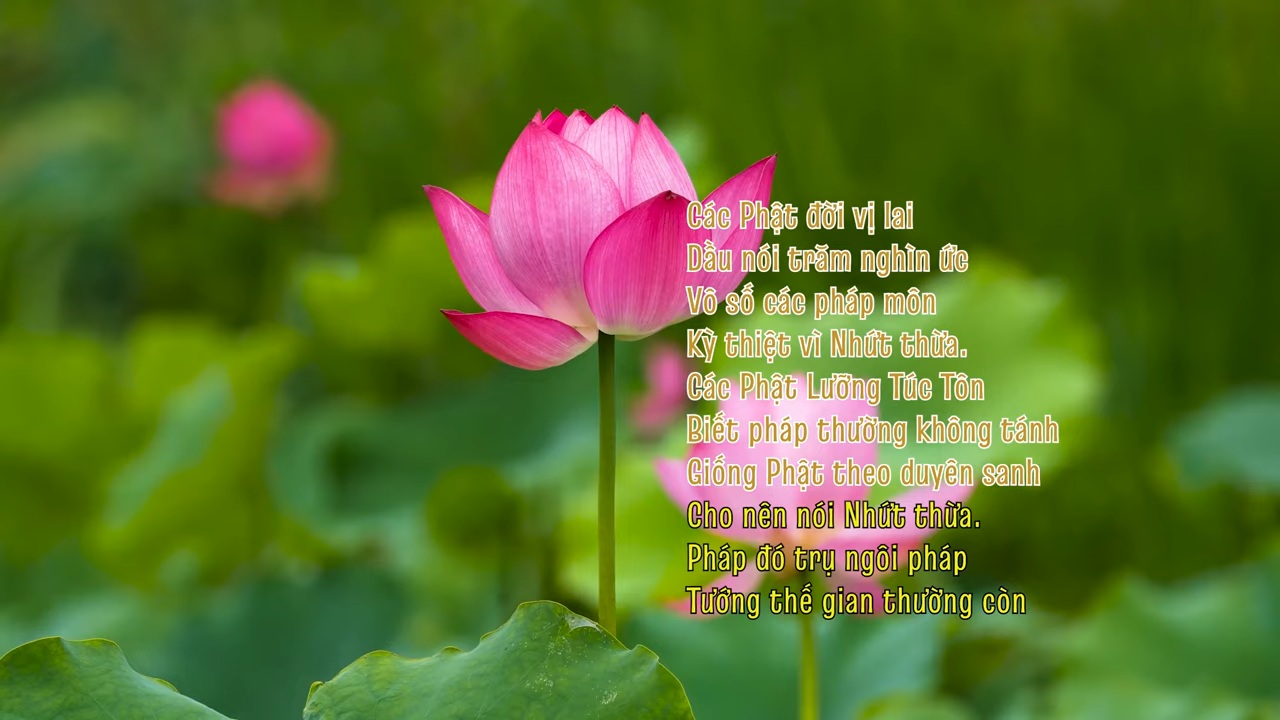 Các Phật đời vị lai
Dầu nói trăm nghìn ức
Vô số các pháp môn
Kỳ thiệt vì Nhứt thừa.
Các Phật Lưỡng Túc Tôn
Biết pháp thường không tánh
Giống Phật theo duyên sanh
Cho nên nói Nhứt thừa.
Pháp đó trụ ngôi pháp
Tướng thế gian thường còn